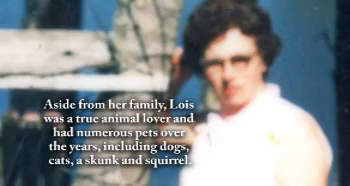 Aside from her family, Lois
was a true animal lover and
had numerous pets over
the years, including dogs,
cats, a skunk and squirrel.